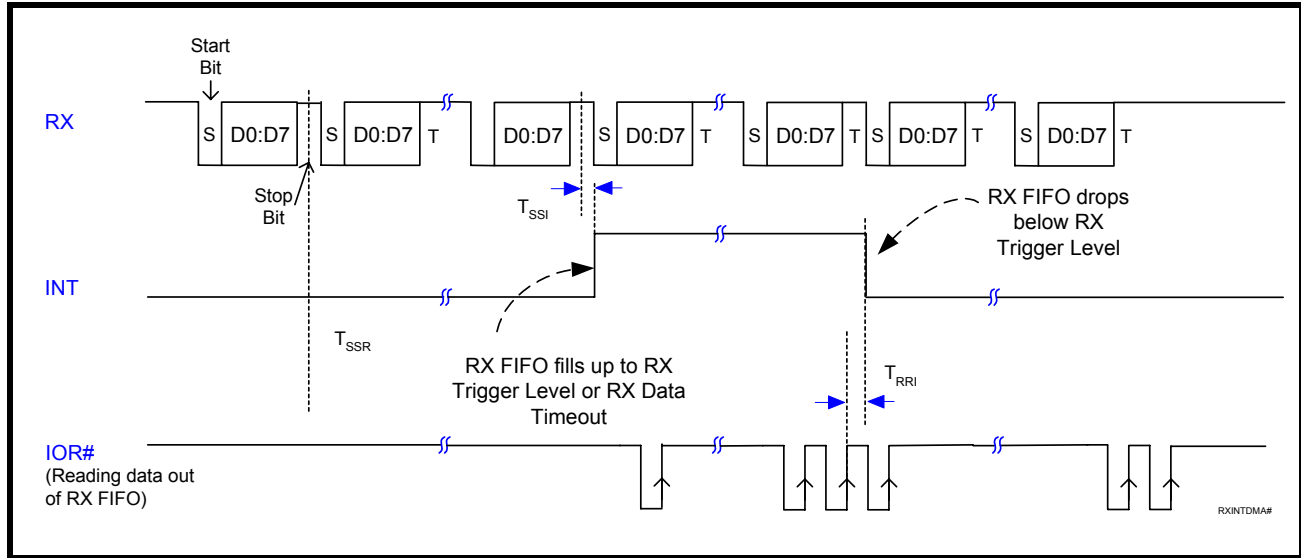 Start
Bit
RX
S D0:D7 S D0:D7 T D0:D7 S D0:D7 T S D0:D7 T S D0:D7 T S D0:D7 T
Stop
Bit
TSSI
RX FIFO drops
below RX
Trigger Level
INT
TSSR
RX FIFO fills up to RX
Trigger Level or RX Data
Timeout
TRRI
IOR#
(Reading data out
of RX FIFO)
RXINTDMA#